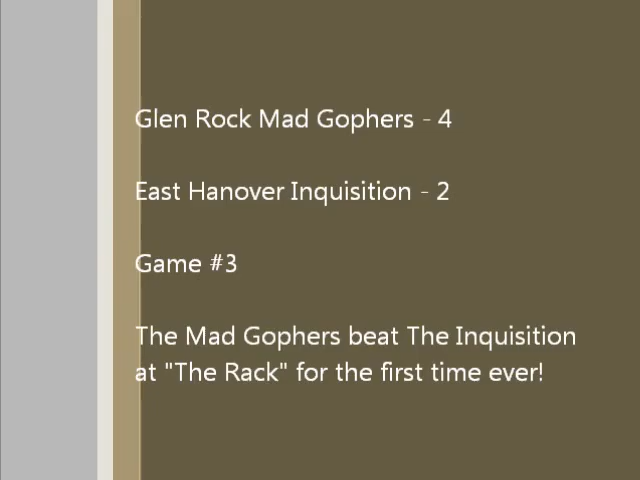 Glen Rock Mad Gophers - 4
East Hanover Inquisition - 2
Game #3
The Mad Gophers beat The Inquisition
at "The Rack" for the first time ever!